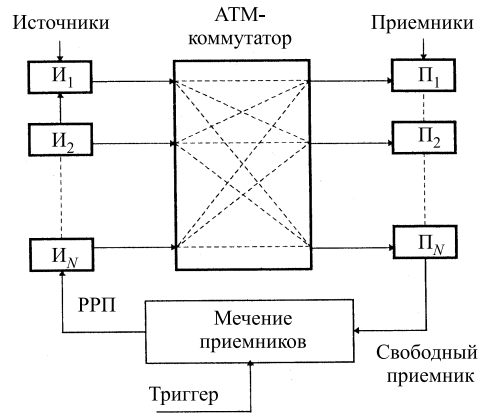 Источники
АТМ-
коммутатор
Приемники
И1
П1
И2
П2
ИN
ПN
РРП
Мечение
приемников
Свободный
приемник
Триггер